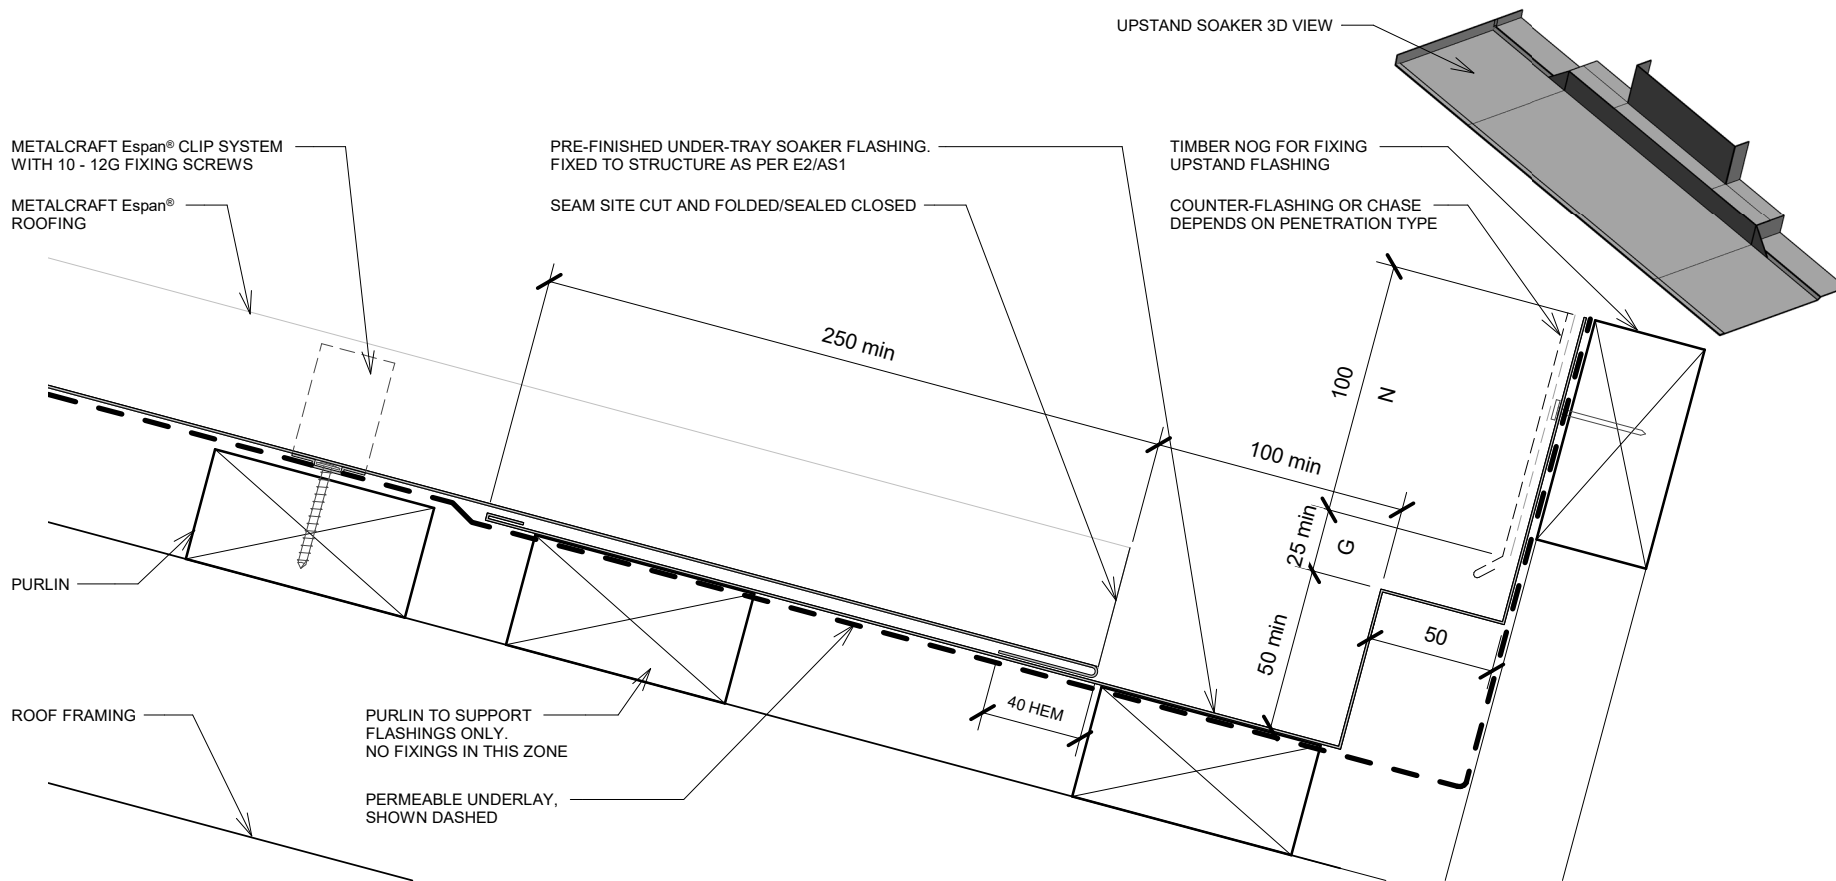 UPSTAND SOAKER 3D VIEW
METALCRAFT Espan® CLIP SYSTEM
WITH 10 - 12G FIXING SCREWS
METALCRAFT Espan®
ROOFING
PRE-FINISHED UNDER-TRAY SOAKER FLASHING.
FIXED TO STRUCTURE AS PER E2/AS1
SEAM SITE CUT AND FOLDED/SEALED CLOSED
TIMBER NOG FOR FIXING
UPSTAND FLASHING
COUNTER-FLASHING OR CHASE
DEPENDS ON PENETRATION TYPE
250 min
100
N
100 min
25 min
G
50 min
50
40 HEM
PURLIN
ROOF FRAMING
PURLIN TO SUPPORT
FLASHINGS ONLY.
NO FIXINGS IN THIS ZONE
PERMEABLE UNDERLAY,
SHOWN DASHED